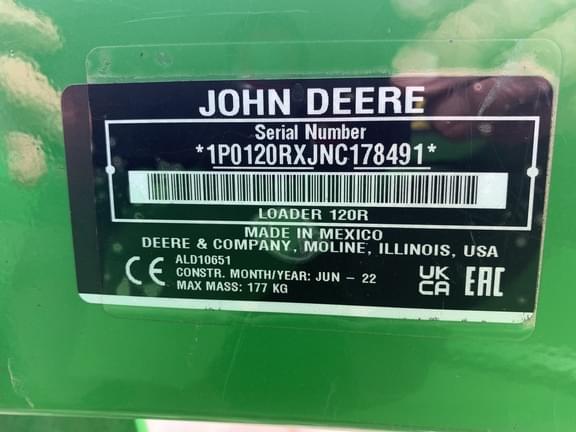 JOHN DEERE
Serial Number
*1P0120RXJNC178491*
LOADER 120R
MADE IN MEXICO
DEERE & COMPANY, MOLINE, ILLINOIS, USA
CE
ALD10651
CONSTR. MONTH/YEAR: JUN - 22
MAX MASS: 177 KG
UK
CA
EAC